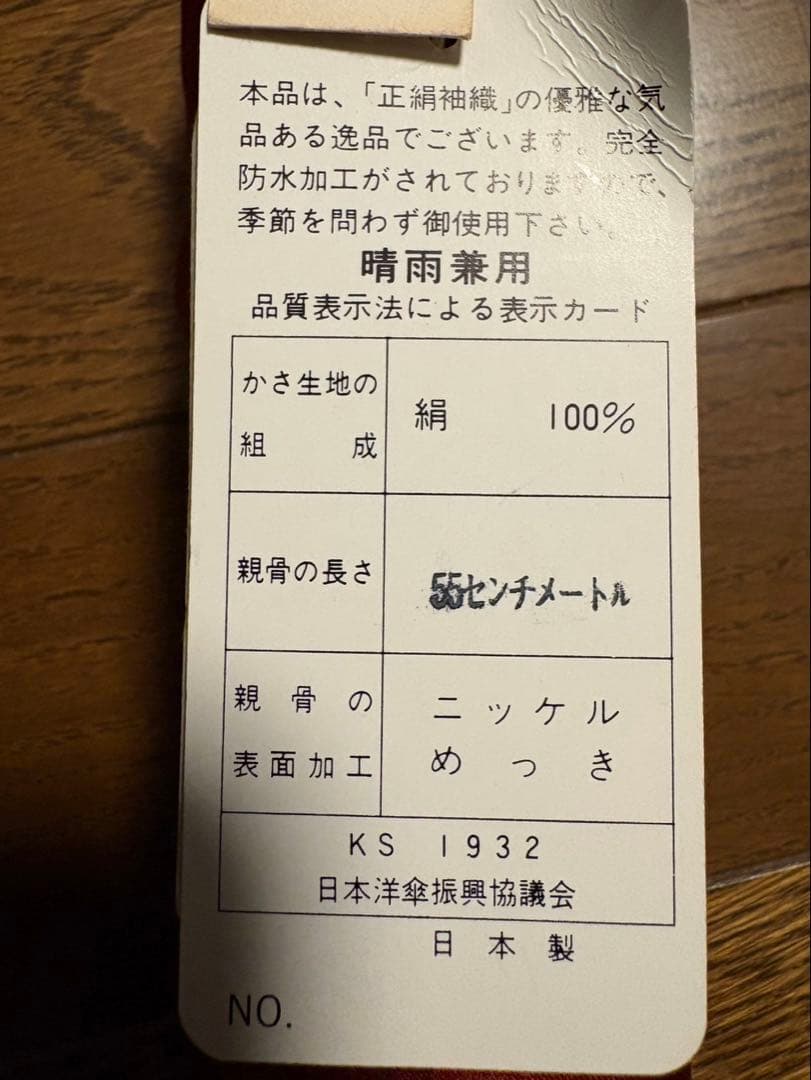 本品は、「正絹袖織」の優雅な気
品ある逸品でございます。完全
防水加工がされておりますので、
季節を問わず御使用下さい。
晴雨兼用
品質表示法による表示カード
かさ生地の
組成
絹 100%
親骨の長さ
55センチメートル
親骨の
表面加工
ニッケル
めっき
KS 1932
日本洋傘振興協議会
日本製
NO.